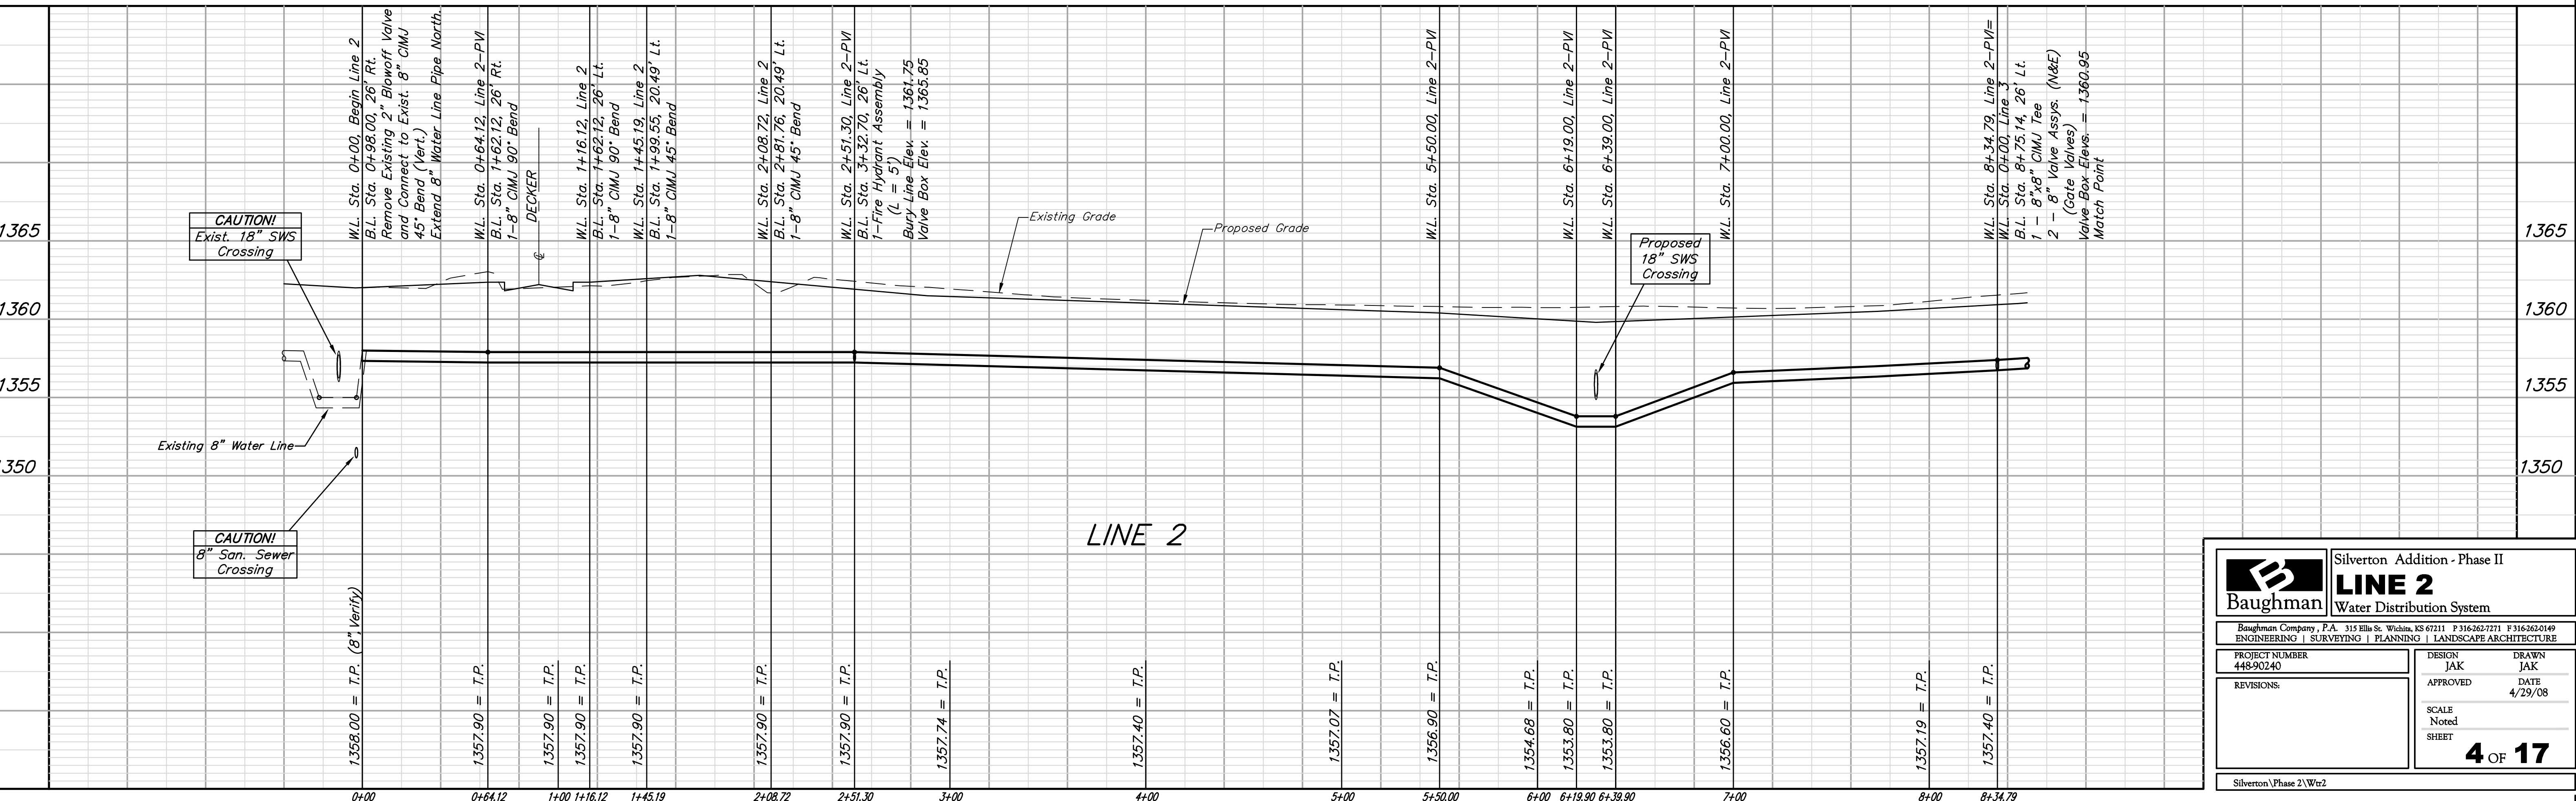 W.L. Sta. 0+00, Begin Line 2
B.L. Sta. 0+98.00, 26' Rt.
Remove Existing 2" Blowoff Valve
and Connect to Exist. 8" CIMJ
45° Bend (Vert.)
Extend 8" Water Line Pipe North.
W.L. Sta. 0+64.12, Line 2-PVI
B.L. Sta. 1+62.12, 26' Rt.
1-8" CIMJ 90° Bend
DECKER
W.L. Sta. 1+16.12, Line 2
B.L. Sta. 1+62.12, 26' Lt.
1-8" CIMJ 90° Bend
W.L. Sta. 1+45.19, Line 2
B.L. Sta. 1+99.55, 20.49' Lt.
1-8" CIMJ 45° Bend
W.L. Sta. 2+08.72, Line 2
B.L. Sta. 2+81.76, 20.49' Lt.
1-8" CIMJ 45° Bend
W.L. Sta. 2+51.30, Line 2-PVI
B.L. Sta. 3+32.70, 26' Lt.
1-Fire Hydrant Assembly
(L = 5')
Bury Line Elev. = 1361.75
Valve Box Elev. = 1365.85
W.L. Sta. 5+50.00, Line 2-PVI
W.L. Sta. 6+19.00, Line 2-PVI
W.L. Sta. 6+39.00, Line 2-PVI
W.L. Sta. 7+00.00, Line 2-PVI
W.L. Sta. 8+34.79, Line 2-PVI=
W.L. Sta. 0+00, Line 3
B.L. Sta. 8+75.14, 26' Lt.
1 - 8"x8" CIMJ Tee
2 - 8" Valve Assys. (N&E)
(Gate Valves)
Valve Box Elevs. = 1360.95
Match Point
CAUTION!
Exist. 18" SWS
Crossing
Existing Grade
Proposed Grade
Proposed
18" SWS
Crossing
1365
1365
1360
1360
1355
1355
1350
1350
Existing 8" Water Line
CAUTION!
8" San. Sewer
Crossing
LINE 2
1358.00 = T.P. (8",Verify)
1357.90 = T.P.
1357.90 = T.P.
1357.90 = T.P.
1357.90 = T.P.
1357.90 = T.P.
1357.90 = T.P.
1357.74 = T.P.
1357.40 = T.P.
1357.07 = T.P.
1356.90 = T.P.
1354.68 = T.P.
1353.80 = T.P.
1353.80 = T.P.
1356.60 = T.P.
1357.19 = T.P.
1357.40 = T.P.
0+00 0+64.12 1+00 1+16.12 1+45.19 2+08.72 2+51.30 3+00 4+00 5+00 5+50.00 6+00 6+19.90 6+39.90 7+00 8+00 8+34.79
B
Baughman
Silverton Addition - Phase II
LINE 2
Water Distribution System
Baughman Company, P.A. 315 Ellis St. Wichita, KS 67211 P 316-262-7271 F 316-262-0149
ENGINEERING | SURVEYING | PLANNING | LANDSCAPE ARCHITECTURE
PROJECT NUMBER
448-90240
DESIGN
JAK
DRAWN
JAK
REVISIONS:
APPROVED
DATE
4/29/08
SCALE
Noted
SHEET
4 OF 17
Silverton\Phase 2\Wtr2